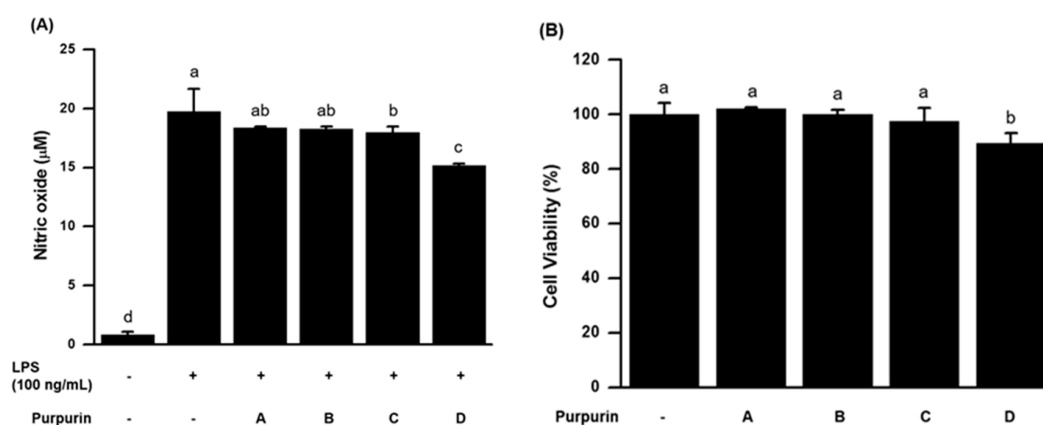 (A)
25
20
15
10
5
0
Nitric oxide (μM)
d
a
ab
ab
b
c
LPS
(100 ng/mL) - + + + + +
Purpurin - - A B C D
(B)
120
100
80
60
40
20
0
Cell Viability (%)
a
a
a
a
b
Purpurin - A B C D